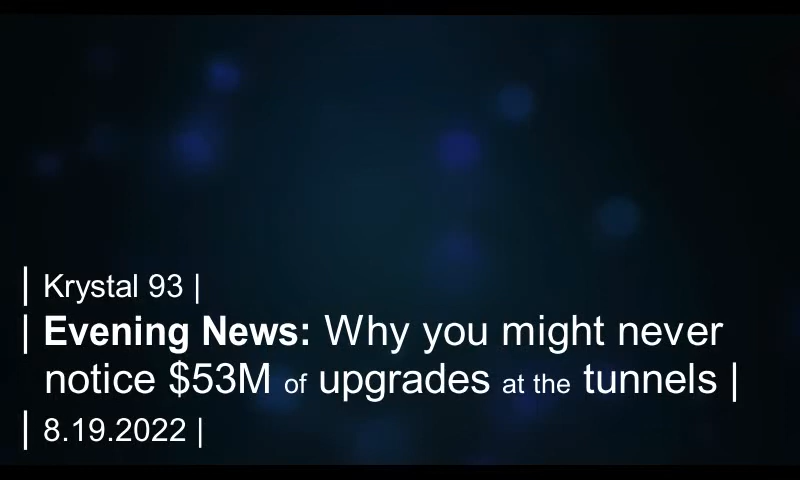 | Krystal 93 |
| Evening News: Why you might never
notice $53M of upgrades at the tunnels |
| 8.19.2022 |